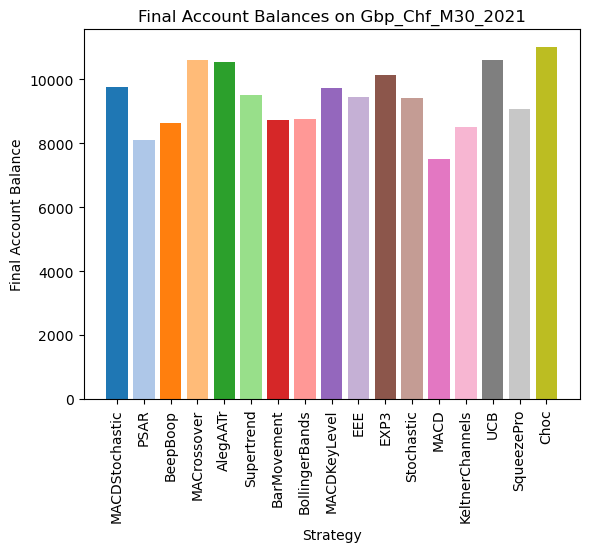 Final Account Balances on Gbp_Chf_M30_2021
Final Account Balance
10000
8000
6000
4000
2000
0
MACDStochastic
PSAR
BeepBoop
MACrossover
AlegAATr
Supertrend
BarMovement
BollingerBands
MACDKeyLevel
EEE
EXP3
Stochastic
MACD
KeltnerChannels
UCB
SqueezePro
Choc
Strategy